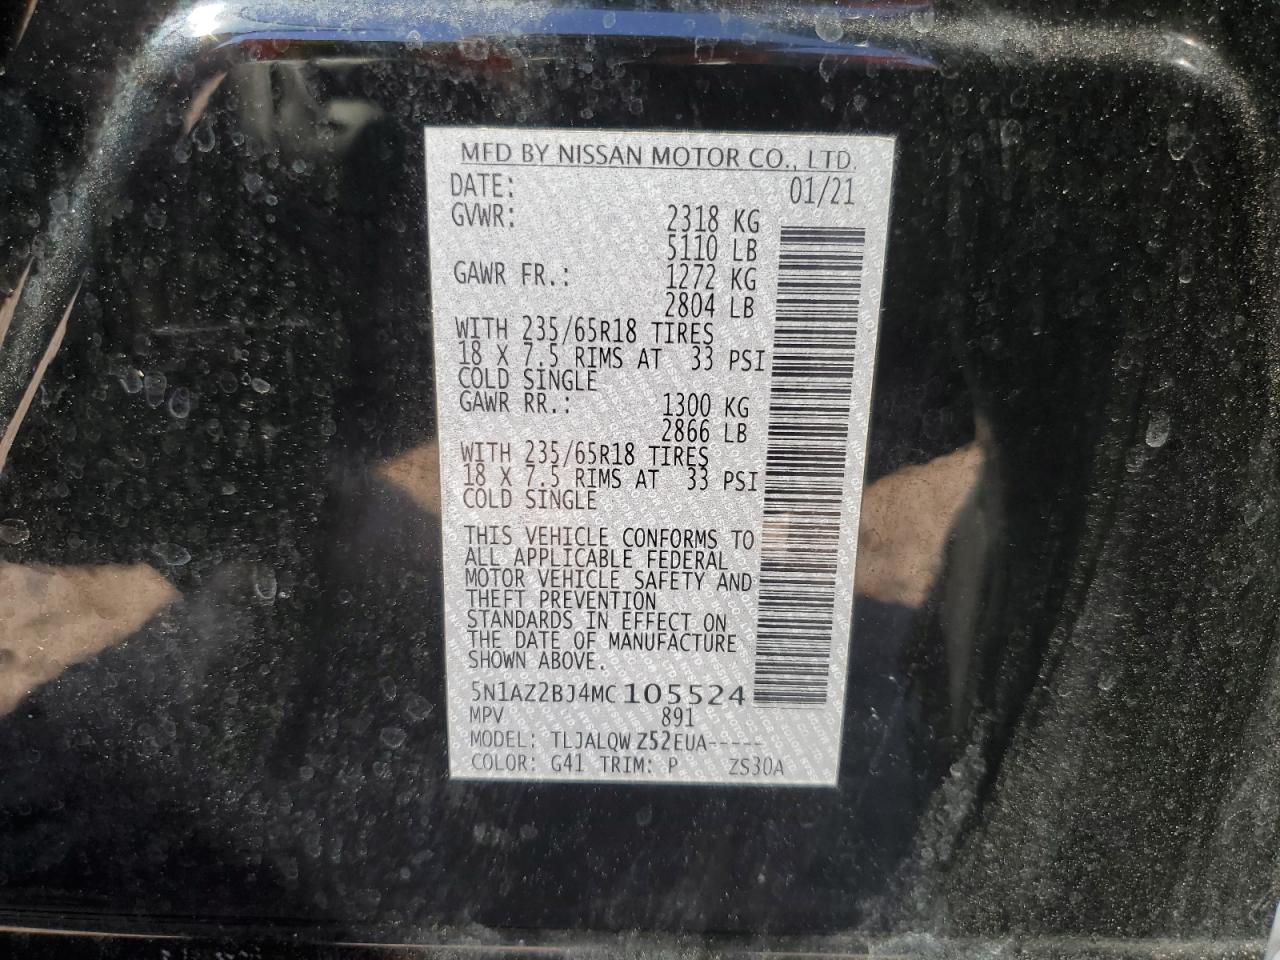 MFD BY NISSAN MOTOR CO., LTD.
DATE: 01/21
GVWR: 2318 KG
5110 LB
GAWR FR.: 1272 KG
2804 LB
WITH 235/65R18 TIRES
18 X 7.5 RIMS AT 33 PSI
COLD SINGLE
GAWR RR.: 1300 KG
2866 LB
WITH 235/65R18 TIRES
18 X 7.5 RIMS AT 33 PSI
COLD SINGLE
THIS VEHICLE CONFORMS TO
ALL APPLICABLE FEDERAL
MOTOR VEHICLE SAFETY AND
THEFT PREVENTION
STANDARDS IN EFFECT ON
THE DATE OF MANUFACTURE
SHOWN ABOVE.
5N1AZ2BJ4MC105524
MPV 891
MODEL: TLJALQWZ52EUA-----
COLOR: G41 TRIM: P ZS30A